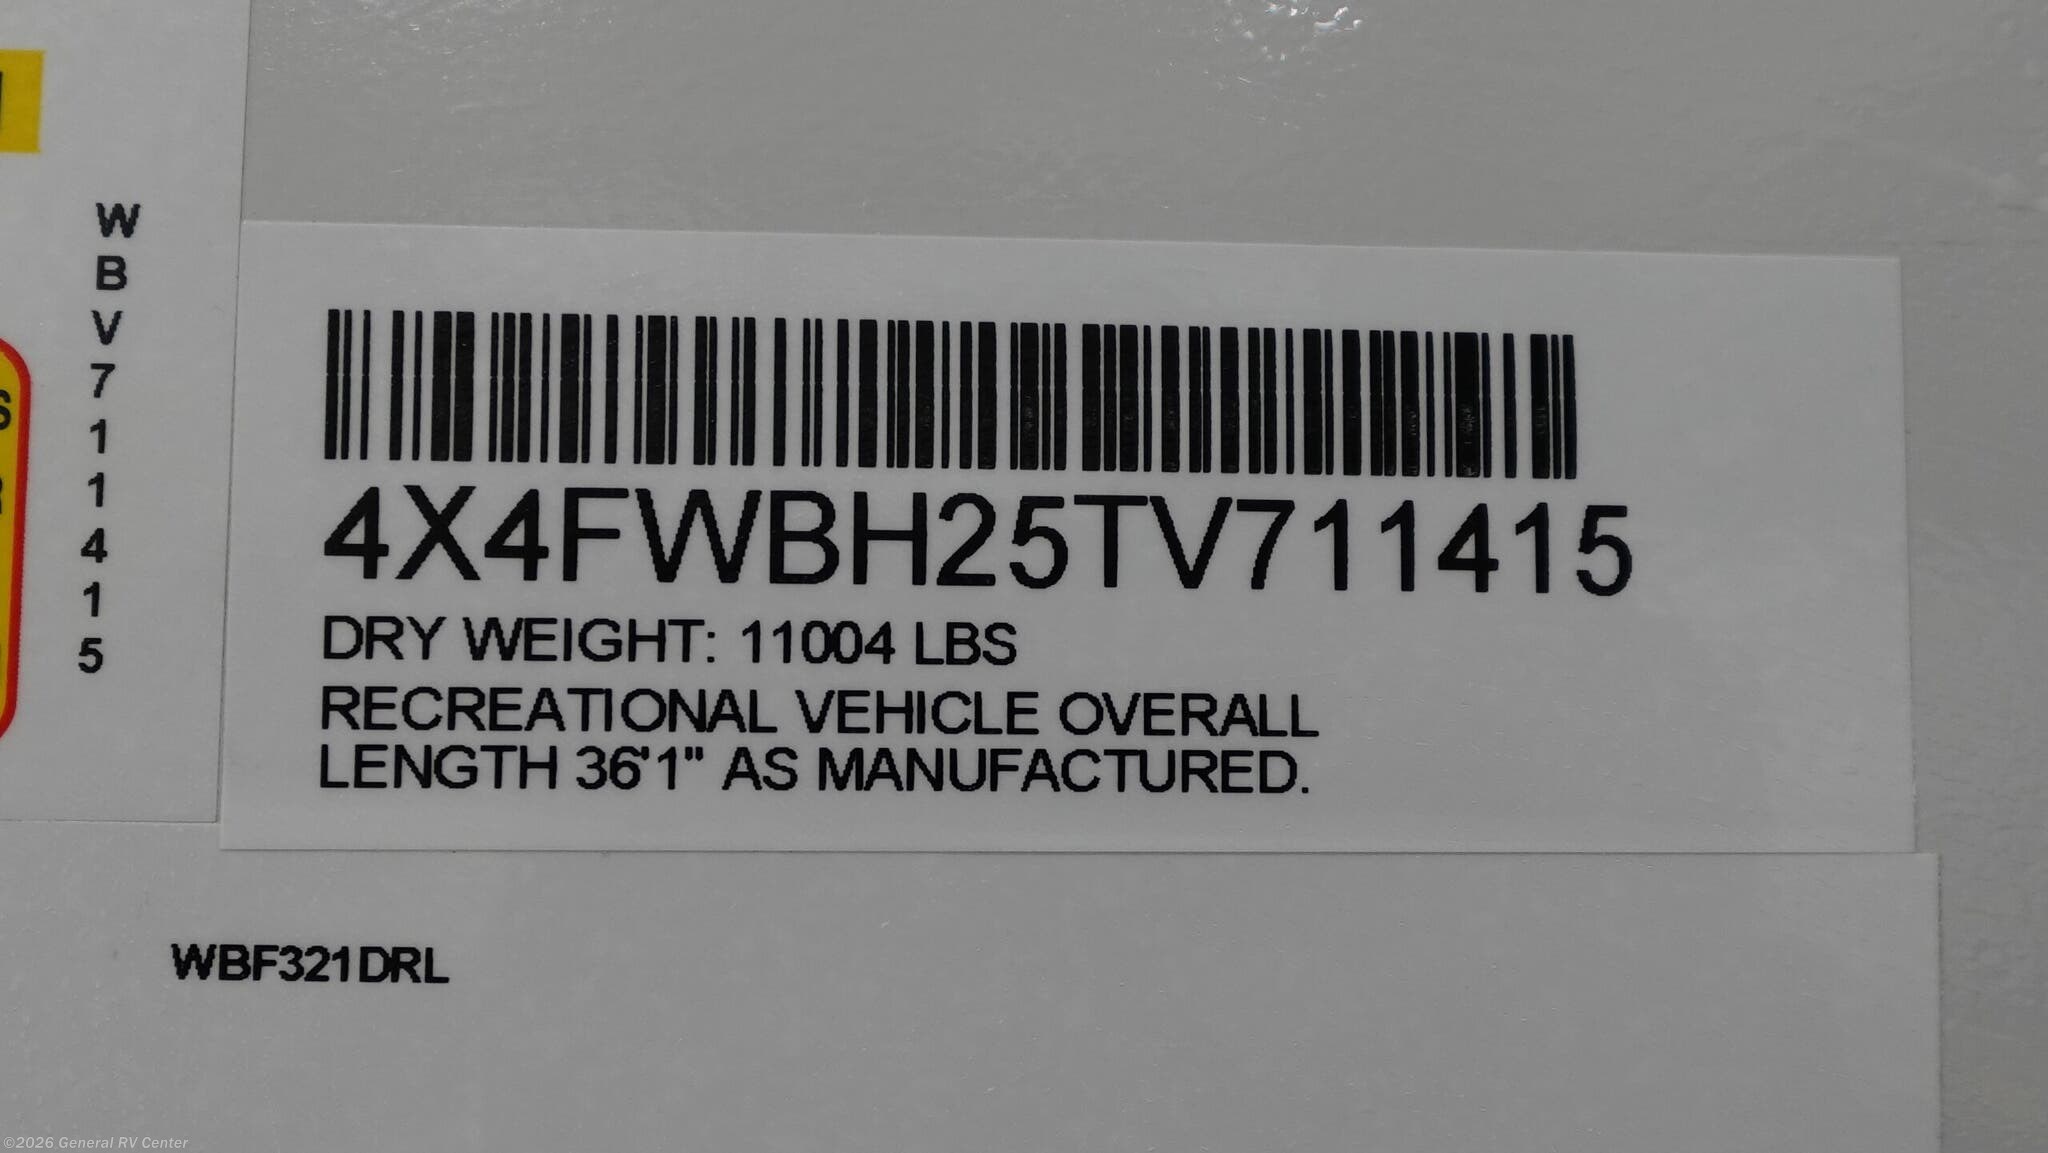 W
B
V
7
1
1
4
1
5
4X4FWBH25TV711415
DRY WEIGHT: 11004 LBS
RECREATIONAL VEHICLE OVERALL
LENGTH 36'1" AS MANUFACTURED.
WBF321DRL
©2026 General RV Center